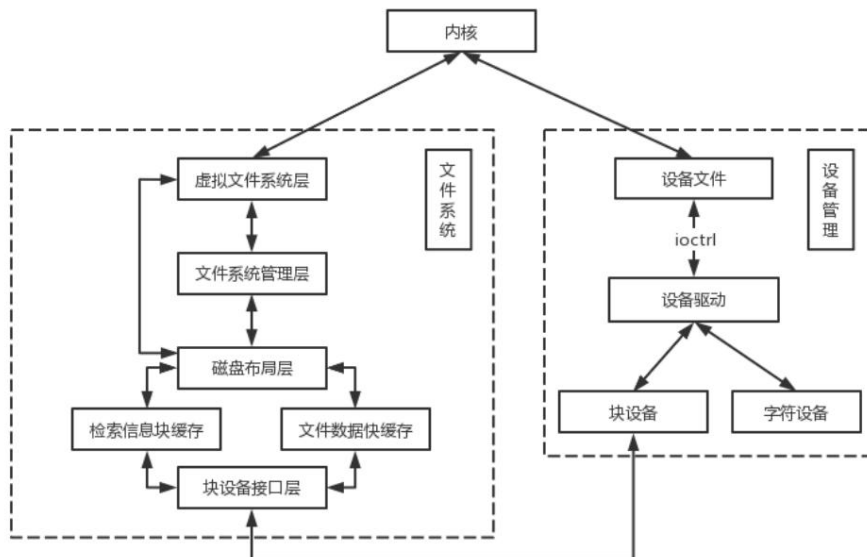 内核
虚拟文件系统层
文件系统
设备文件
设备管理
ioctrl
文件系统管理层
设备驱动
磁盘布局层
检索信息块缓存
文件数据快缓存
块设备
字符设备
块设备接口层